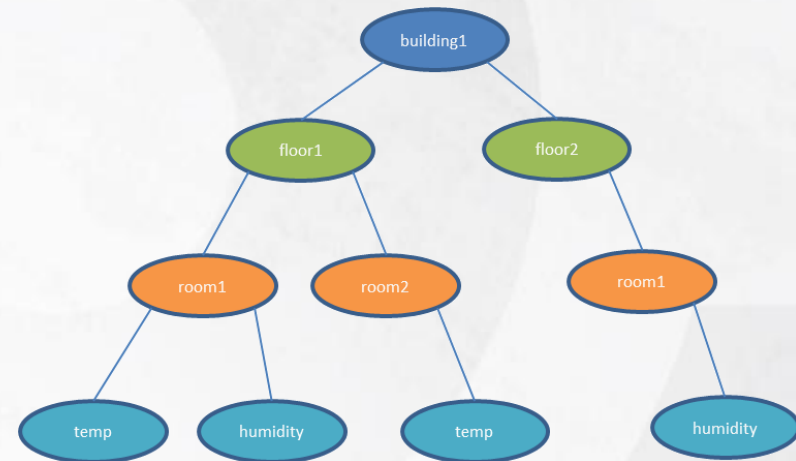 building1
floor1
floor2
room1
room2
room1
temp
humidity
temp
humidity